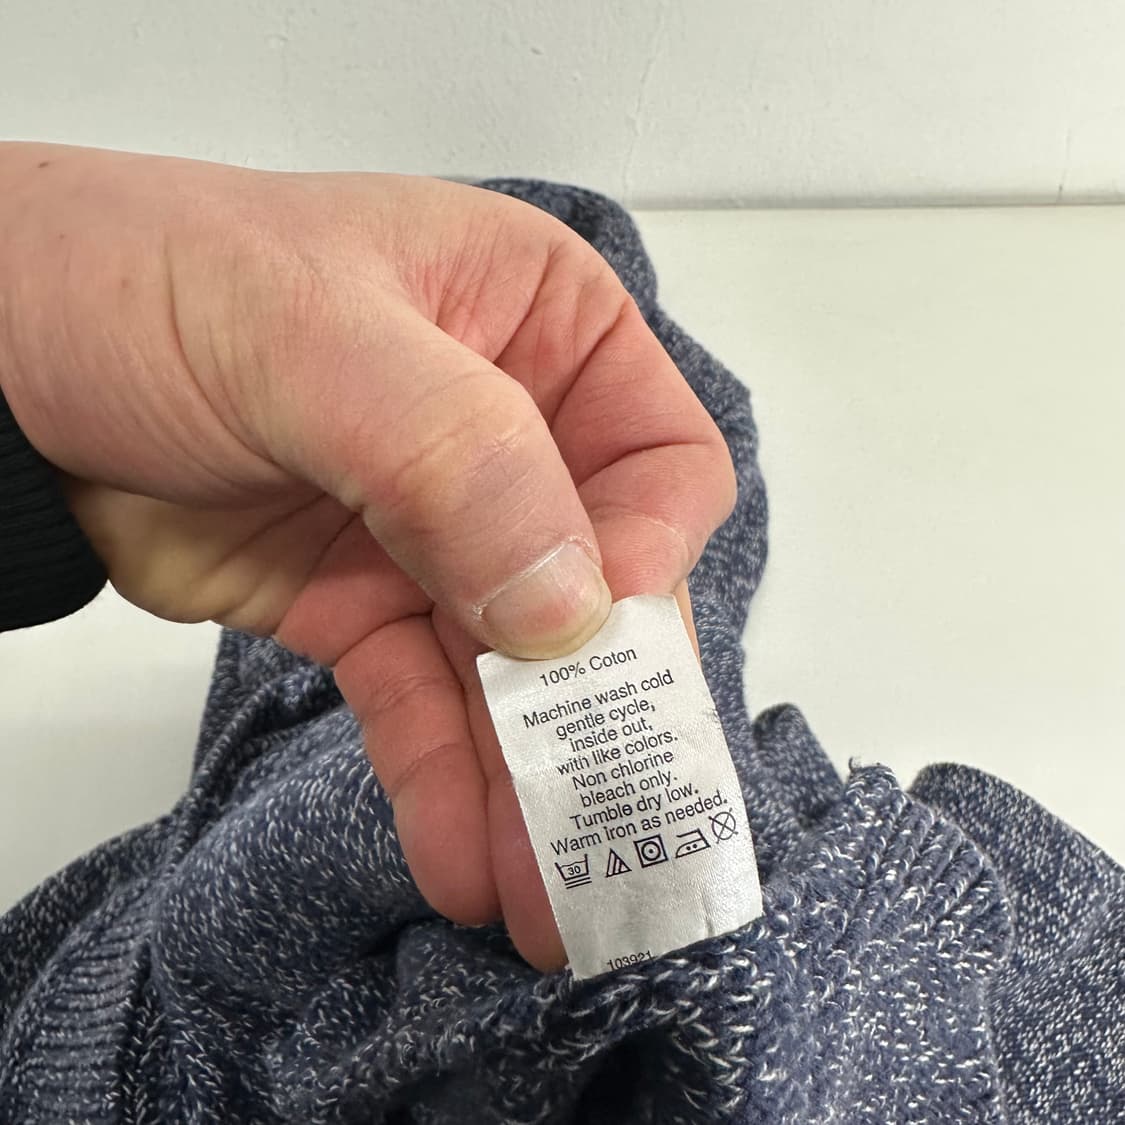 100% Coton
Machine wash cold
gentle cycle,
inside out,
with like colors.
Non chlorine
bleach only.
Tumble dry low.
Warm Iron as needed.
30
103921